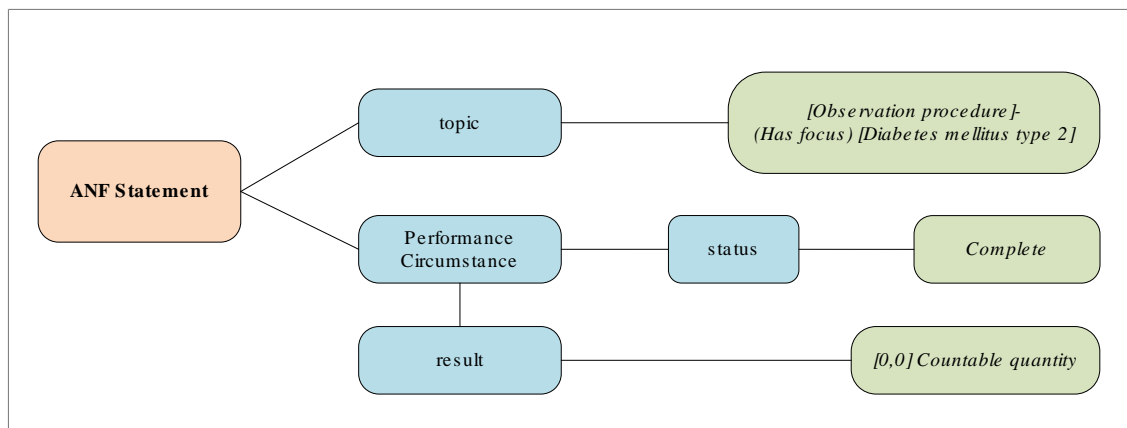 topic
[Observation procedure]-
(Has focus) [Diabetes mellitus type 2]
ANF Statement
Performance
Circumstance
status
Complete
result
[0,0] Countable quantity